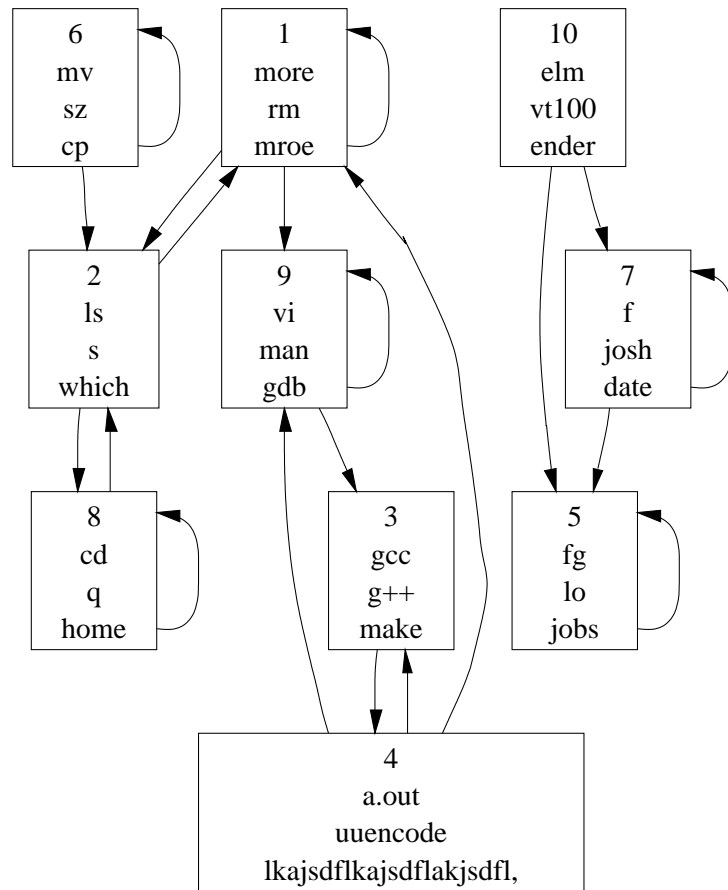 6
mv
sz
cp
1
more
rm
mroe
10
elm
vt100
ender
2
ls
s
which
9
vi
man
gdb
7
f
josh
date
8
cd
q
home
3
gcc
g++
make
5
fg
lo
jobs
4
a.out
uuencode
lkajsdflkajsdflakjsdfl,